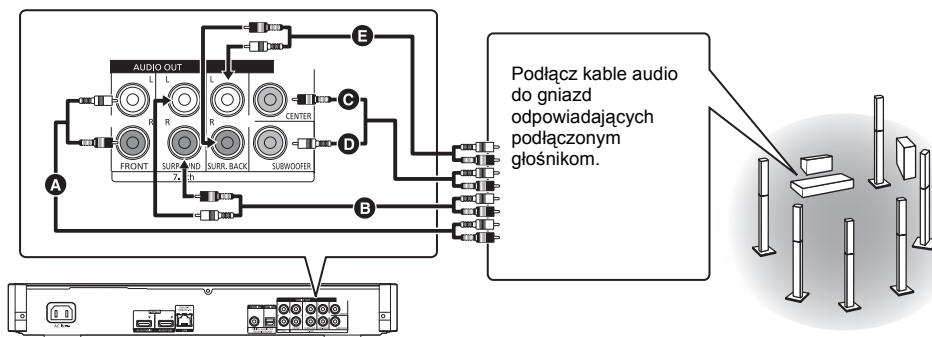 E
AUDIO OUT
L L L
C
CENTER
R R R
D
FRONT SURROUND SURR. BACK SUBWOOFER
7.1ch
A
B
Podłącz kable audio
do gniazd
odpowiadających
podłączonym
głośnikom.
AC IN